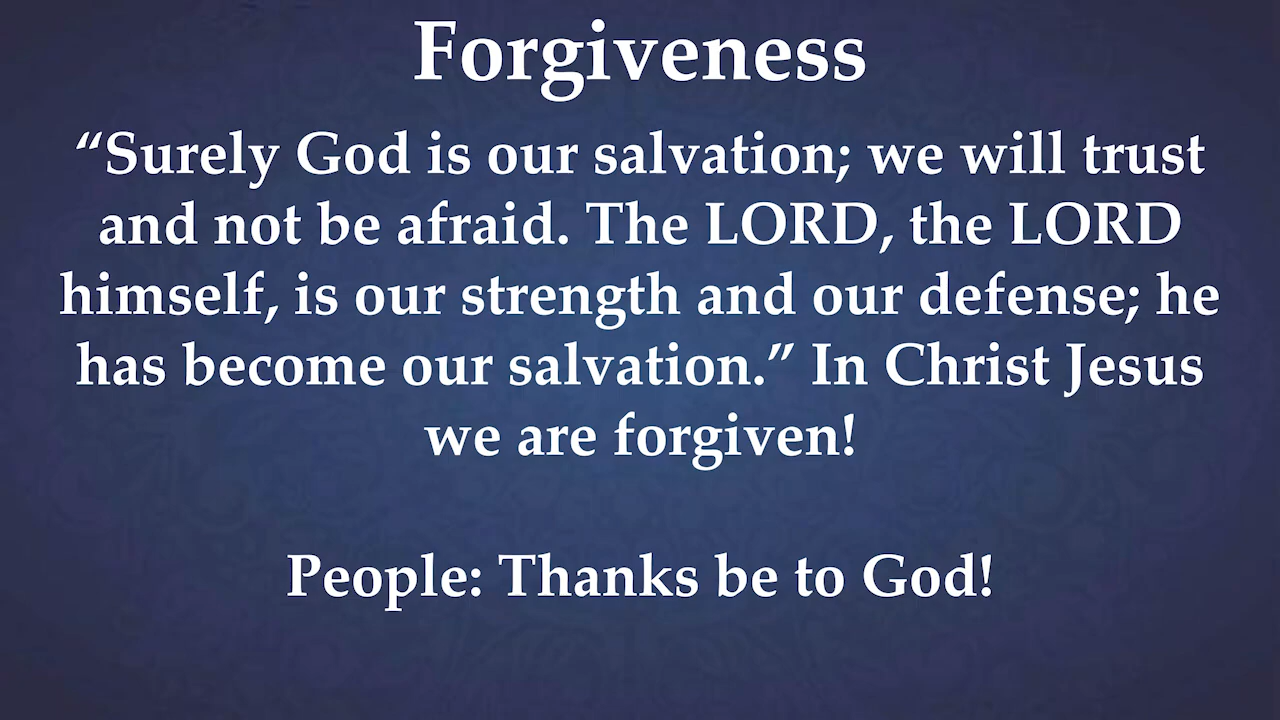 Forgiveness
“Surely God is our salvation; we will trust
and not be afraid. The LORD, the LORD
himself, is our strength and our defense; he
has become our salvation.” In Christ Jesus
we are forgiven!
People: Thanks be to God!